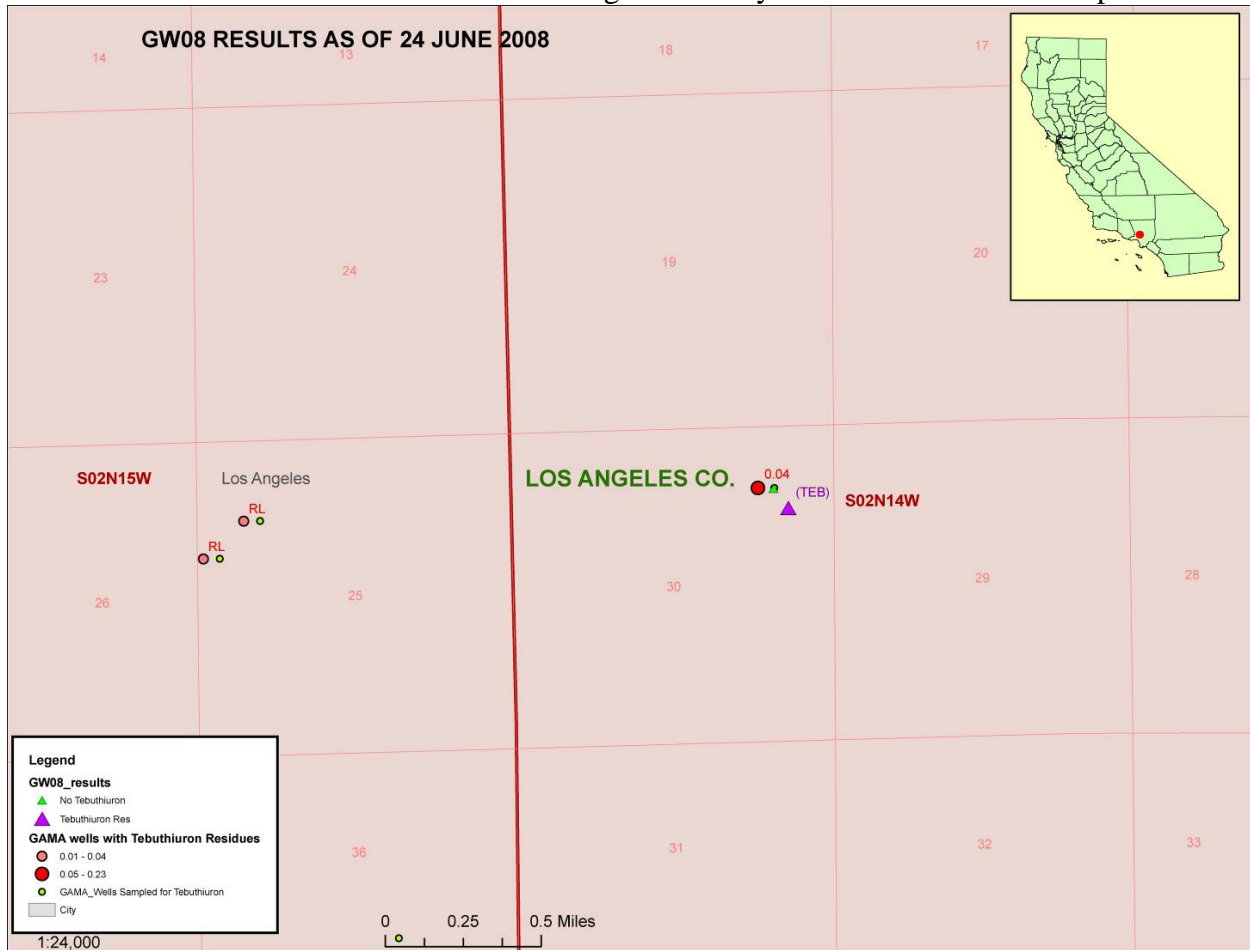 GW08 RESULTS AS OF 24 JUNE 2008
14
13
18
17
23
24
19
20
S02N15W
Los Angeles
LOS ANGELES CO.
0.04
(TEB)
S02N14W
RL
RL
26
25
30
29
28
36
31
32
33
Legend
GW08_results
No Tebuthiuron
Tebuthiuron Res
GAMA wells with Tebuthiuron Residues
0.01 - 0.04
0.05 - 0.23
GAMA_Wells Sampled for Tebuthiuron
City
1:24,000
0 0.25 0.5 Miles